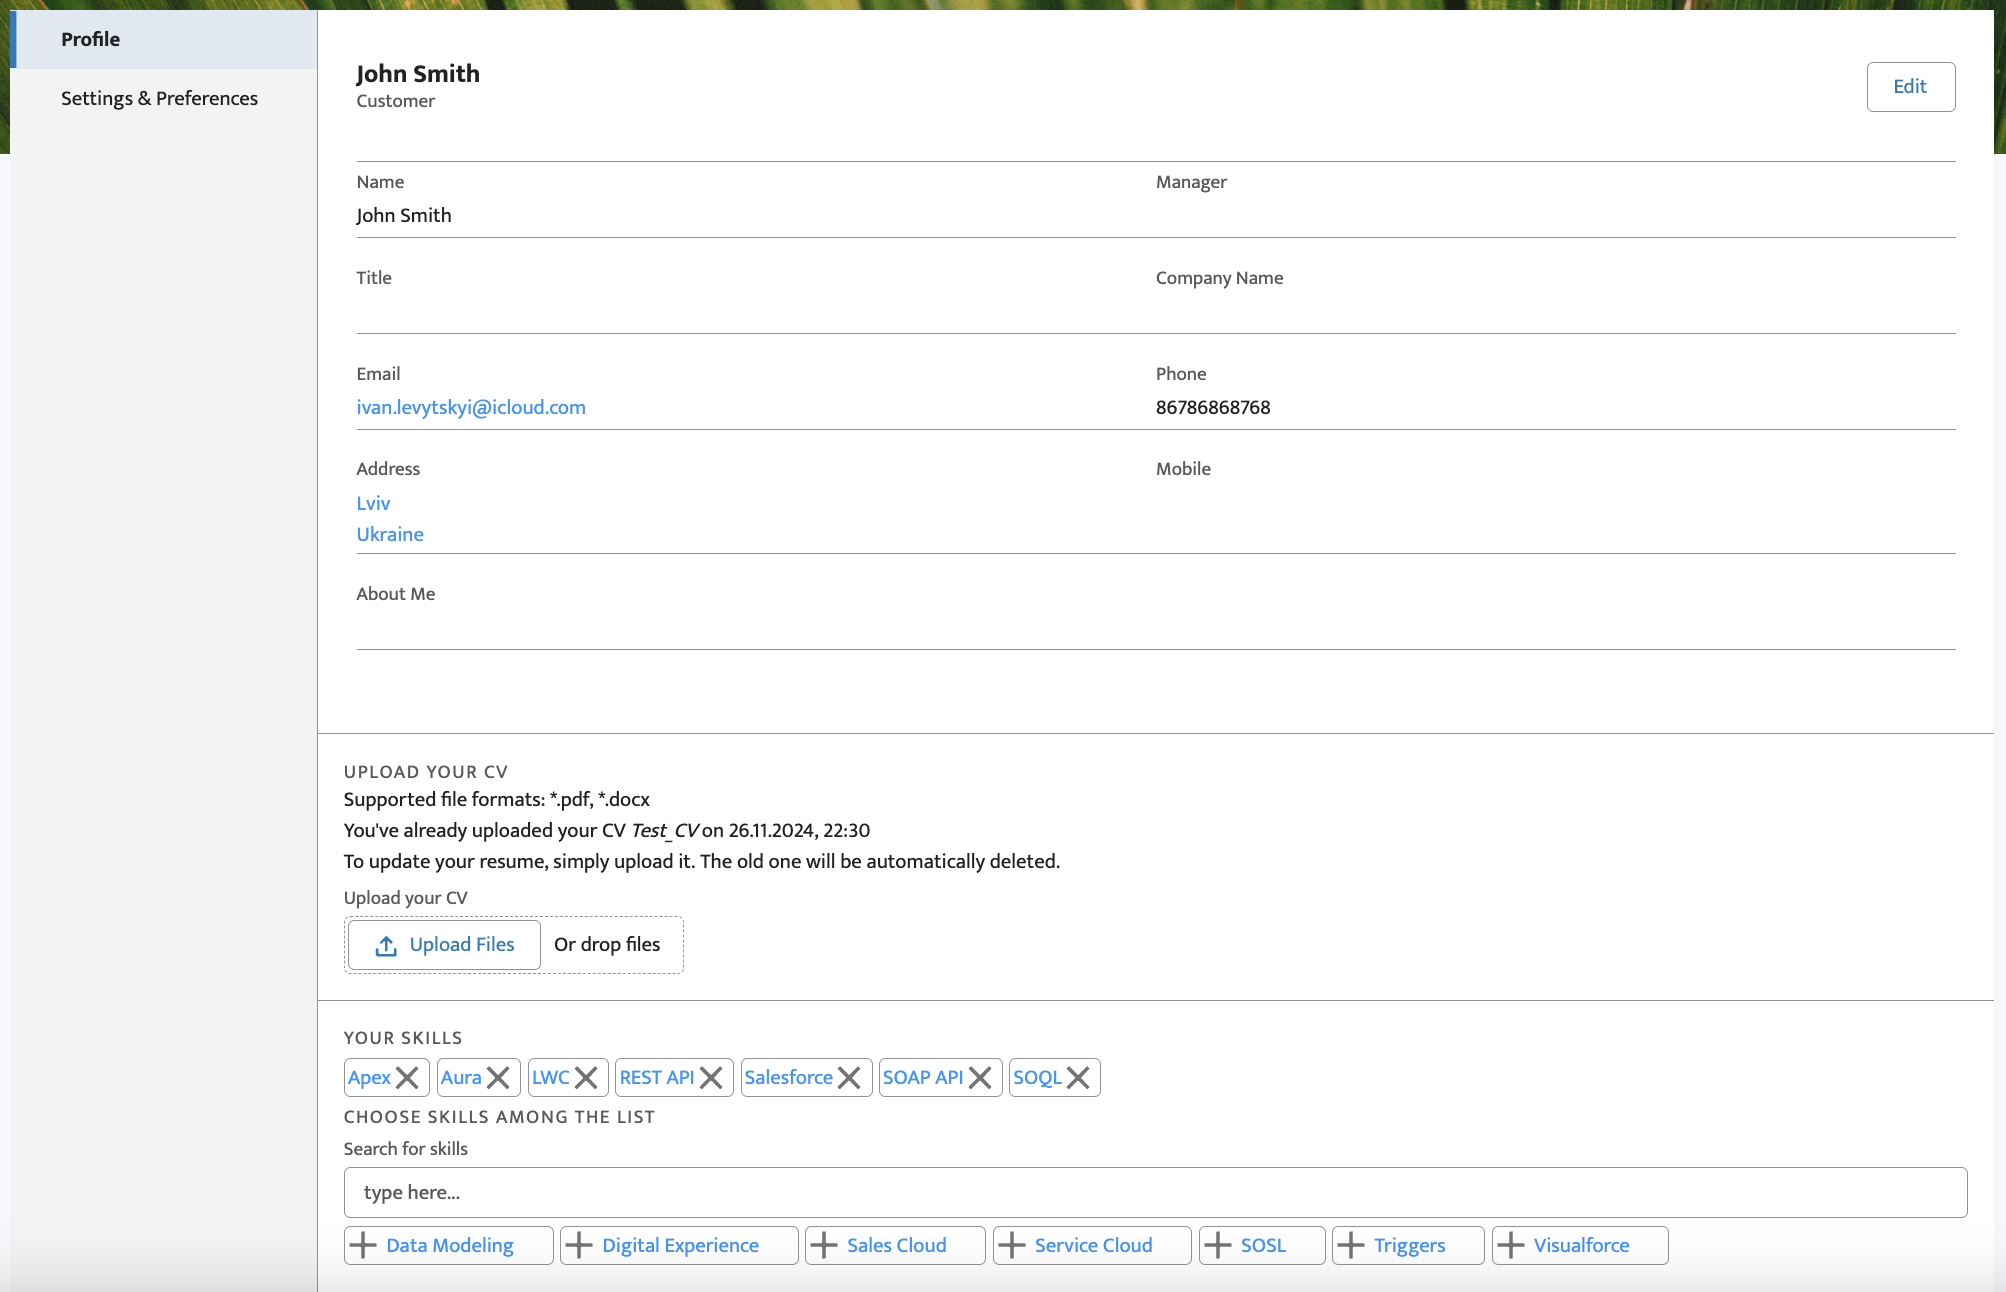 Profile
Settings & Preferences
John Smith
Customer
Edit
Name
John Smith
Manager
Title
Company Name
Email
ivan.levytskyi@icloud.com
Phone
86786868768
Address
Lviv
Ukraine
Mobile
About Me
UPLOAD YOUR CV
Supported file formats: *.pdf, *.docx
You've already uploaded your CV Test_CV on 26.11.2024, 22:30
To update your resume, simply upload it. The old one will be automatically deleted.
Upload your CV
Upload Files Or drop files
YOUR SKILLS
Apex Aura LWC REST API Salesforce SOAP API SOQL
CHOOSE SKILLS AMONG THE LIST
Search for skills
type here...
Data Modeling Digital Experience Sales Cloud Service Cloud SOSL Triggers Visualforce